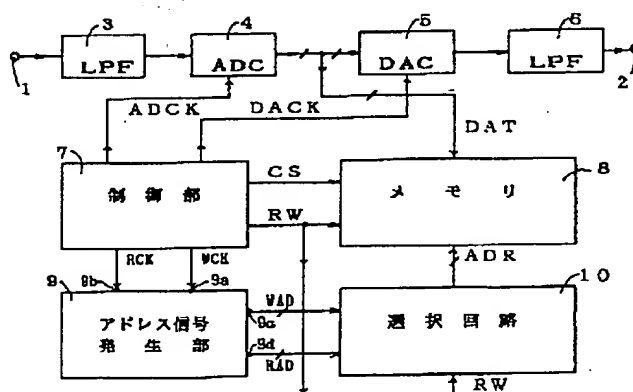 3
4
5
6
LPF
ADC
DAC
LPF
1
2
ADCK
DACK
DAT
7
制御部
CS
RW
メモリ
8
RCK
WCK
ADR
9
9b
9a
10
アドレス信号
発生部
WAD
9c
9d
RAD
選択回路
RW